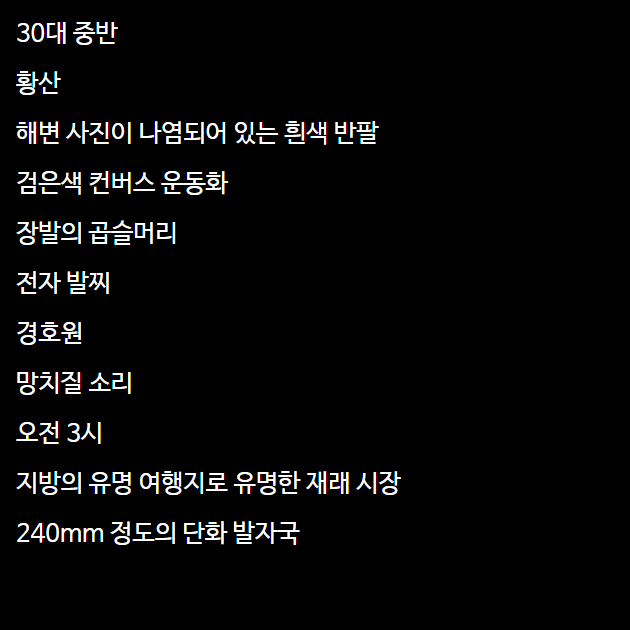 30대 중반
황산
해변 사진이 나염되어 있는 흰색 반팔
검은색 컨버스 운동화
장발의 곱슬머리
전자 발찌
경호원
망치질 소리
오전 3시
지방의 유명 여행지로 유명한 재래 시장
240mm 정도의 단화 발자국